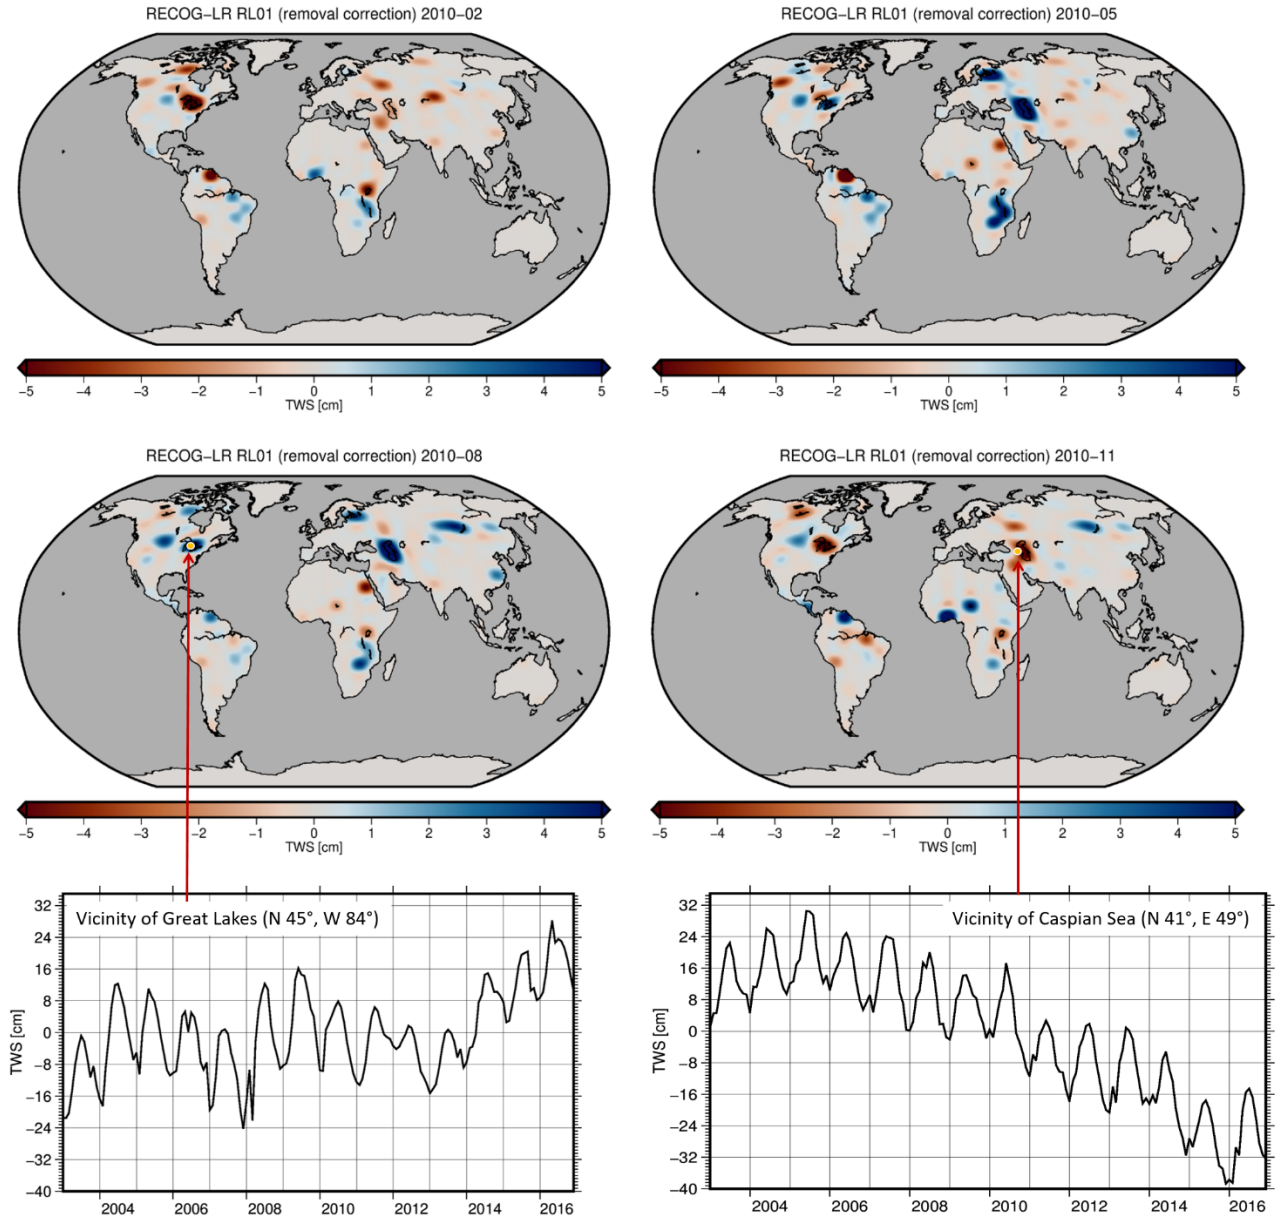 RECOG−LR RL01 (removal correction) 2010−02
RECOG−LR RL01 (removal correction) 2010−05
−5 −4 −3 −2 −1 0 1 2 3 4 5
TWS [cm]
−5 −4 −3 −2 −1 0 1 2 3 4 5
TWS [cm]
RECOG−LR RL01 (removal correction) 2010−08
RECOG−LR RL01 (removal correction) 2010−11
−5 −4 −3 −2 −1 0 1 2 3 4 5
TWS [cm]
−5 −4 −3 −2 −1 0 1 2 3 4 5
TWS [cm]
Vicinity of Great Lakes (N 45°, W 84°)
32
24
16
8
0
−8
−16
−24
−32
−40
TWS [cm]
2004 2006 2008 2010 2012 2014 2016
Vicinity of Caspian Sea (N 41°, E 49°)
32
24
16
8
0
−8
−16
−24
−32
−40
TWS [cm]
2004 2006 2008 2010 2012 2014 2016